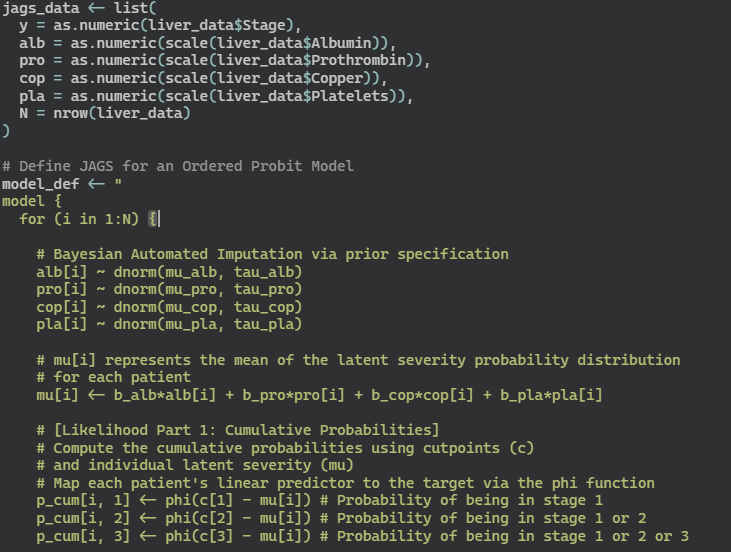 jags_data <- list(
  y = as.numeric(liver_data$Stage),
  alb = as.numeric(scale(liver_data$Albumin)),
  pro = as.numeric(scale(liver_data$Prothrombin)),
  cop = as.numeric(scale(liver_data$Copper)),
  pla = as.numeric(scale(liver_data$Platelets)),
  N = nrow(liver_data)
)

# Define JAGS for an Ordered Probit Model
model_def <- "
model {
  for (i in 1:N) {

    # Bayesian Automated Imputation via prior specification
    alb[i] ~ dnorm(mu_alb, tau_alb)
    pro[i] ~ dnorm(mu_pro, tau_pro)
    cop[i] ~ dnorm(mu_cop, tau_cop)
    pla[i] ~ dnorm(mu_pla, tau_pla)

    # mu[i] represents the mean of the latent severity probability distribution
    # for each patient
    mu[i] <- b_alb*alb[i] + b_pro*pro[i] + b_cop*cop[i] + b_pla*pla[i]

    # [Likelihood Part 1: Cumulative Probabilities]
    # Compute the cumulative probabilities using cutpoints (c)
    # and individual latent severity (mu)
    # Map each patient's linear predictor to the target via the phi function
    p_cum[i, 1] <- phi(c[1] - mu[i]) # Probability of being in stage 1
    p_cum[i, 2] <- phi(c[2] - mu[i]) # Probability of being in stage 1 or 2
    p_cum[i, 3] <- phi(c[3] - mu[i]) # Probability of being in stage 1 or 2 or 3